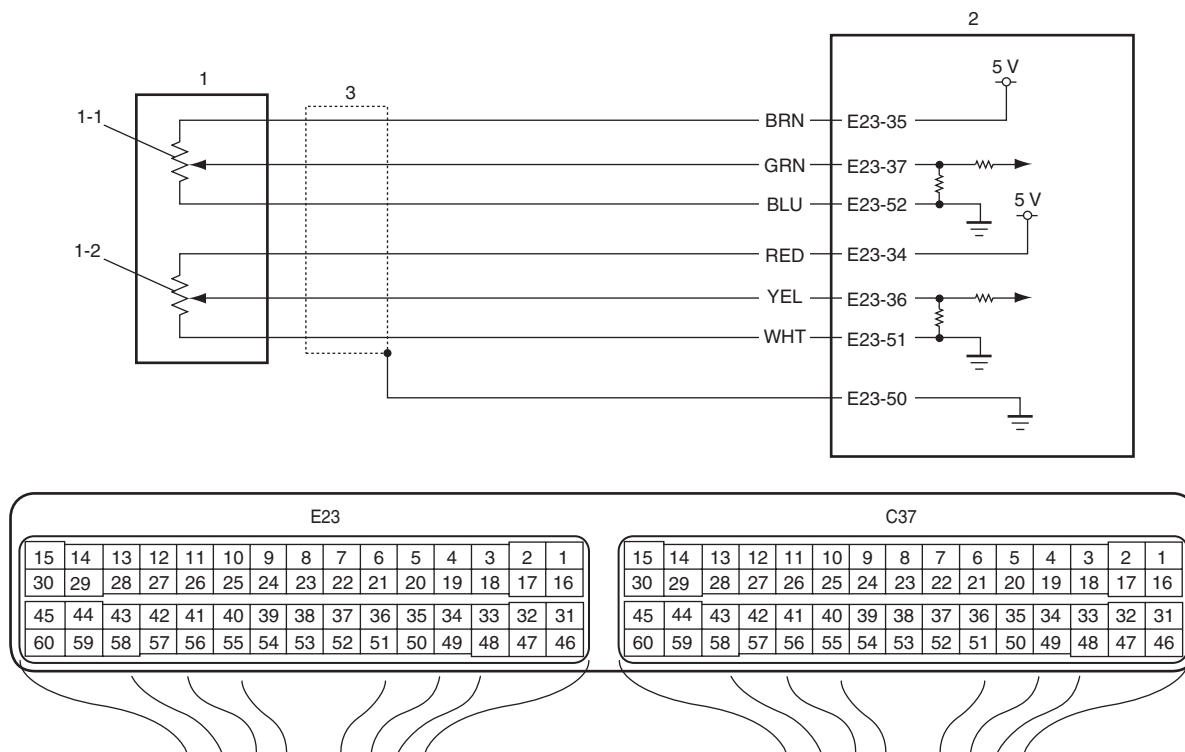 2
5 V
1
3
1-1
BRN E23-35
GRN E23-37
BLU E23-52
5 V
1-2
RED E23-34
YEL E23-36
WHT E23-51
E23-50
E23 C37
15 14 13 12 11 10 9 8 7 6 5 4 3 2 1 15 14 13 12 11 10 9 8 7 6 5 4 3 2 1
30 29 28 27 26 25 24 23 22 21 20 19 18 17 16 30 29 28 27 26 25 24 23 22 21 20 19 18 17 16
45 44 43 42 41 40 39 38 37 36 35 34 33 32 31 45 44 43 42 41 40 39 38 37 36 35 34 33 32 31
60 59 58 57 56 55 54 53 52 51 50 49 48 47 46 60 59 58 57 56 55 54 53 52 51 50 49 48 47 46